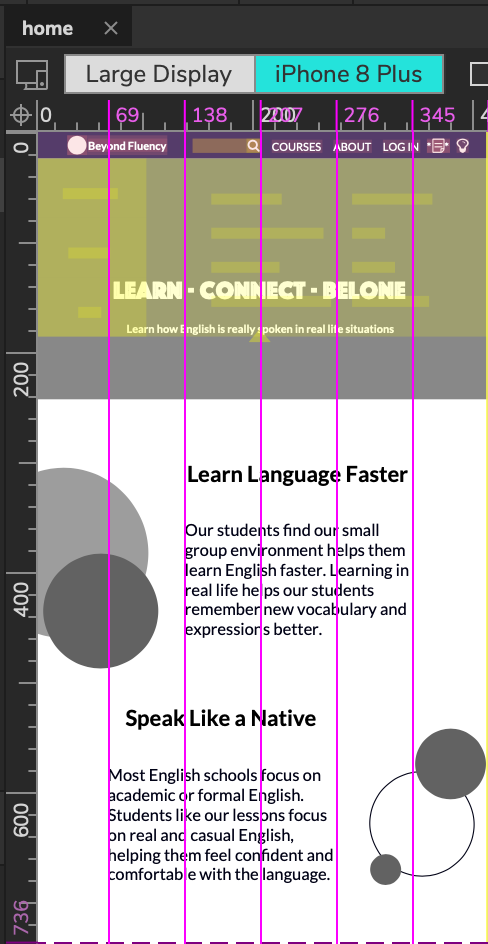 home
Large Display iPhone 8 Plus
0 69 138 200 207 276 345 4
0
200
400
600
736
Beyond Fluency COURSES ABOUT LOG IN
LEARN - CONNECT - BELONE
Learn how English is really spoken in real life situations
Learn Language Faster
Our students find our small
group environment helps them
learn English faster. Learning in
real life helps our students
remember new vocabulary and
expressions better.
Speak Like a Native
Most English schools focus on
academic or formal English.
Students like our lessons focus
on real and casual English,
helping them feel confident and
comfortable with the language.